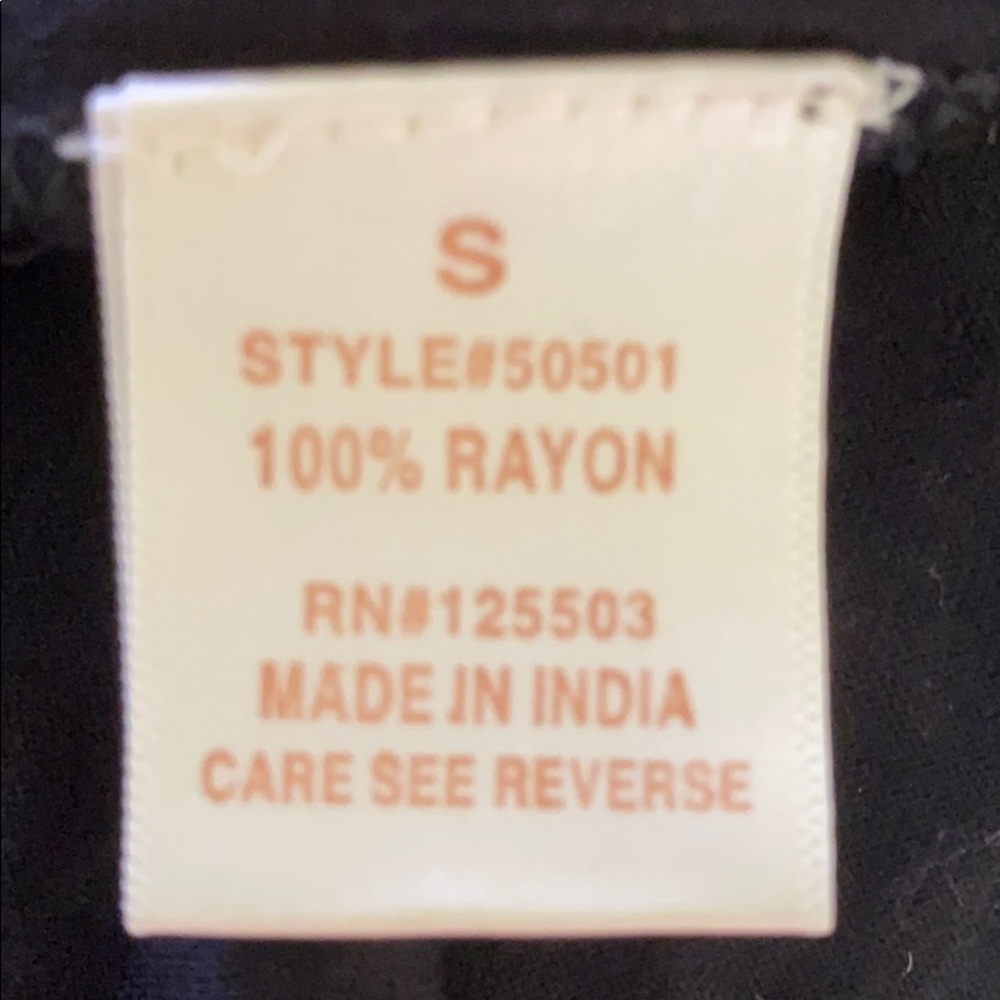 S
STYLE#50501
100% RAYON
RN#125503
MADE IN INDIA
CARE SEE REVERSE